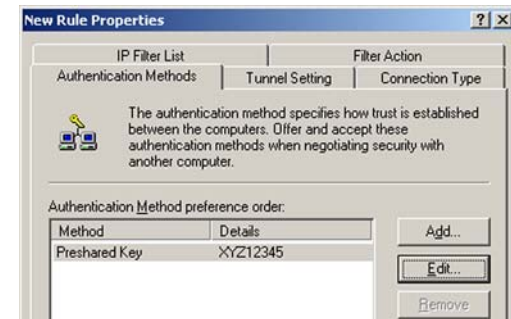 New Rule Properties
IP Filter List Filter Action
Authentication Methods Tunnel Setting Connection Type
The authentication method specifies how trust is established
between the computers. Offer and accept these
authentication methods when negotiating security with
another computer.
Authentication Method preference order:
Method Details
Preshared Key XYZ12345
Add...
Edit...
Remove